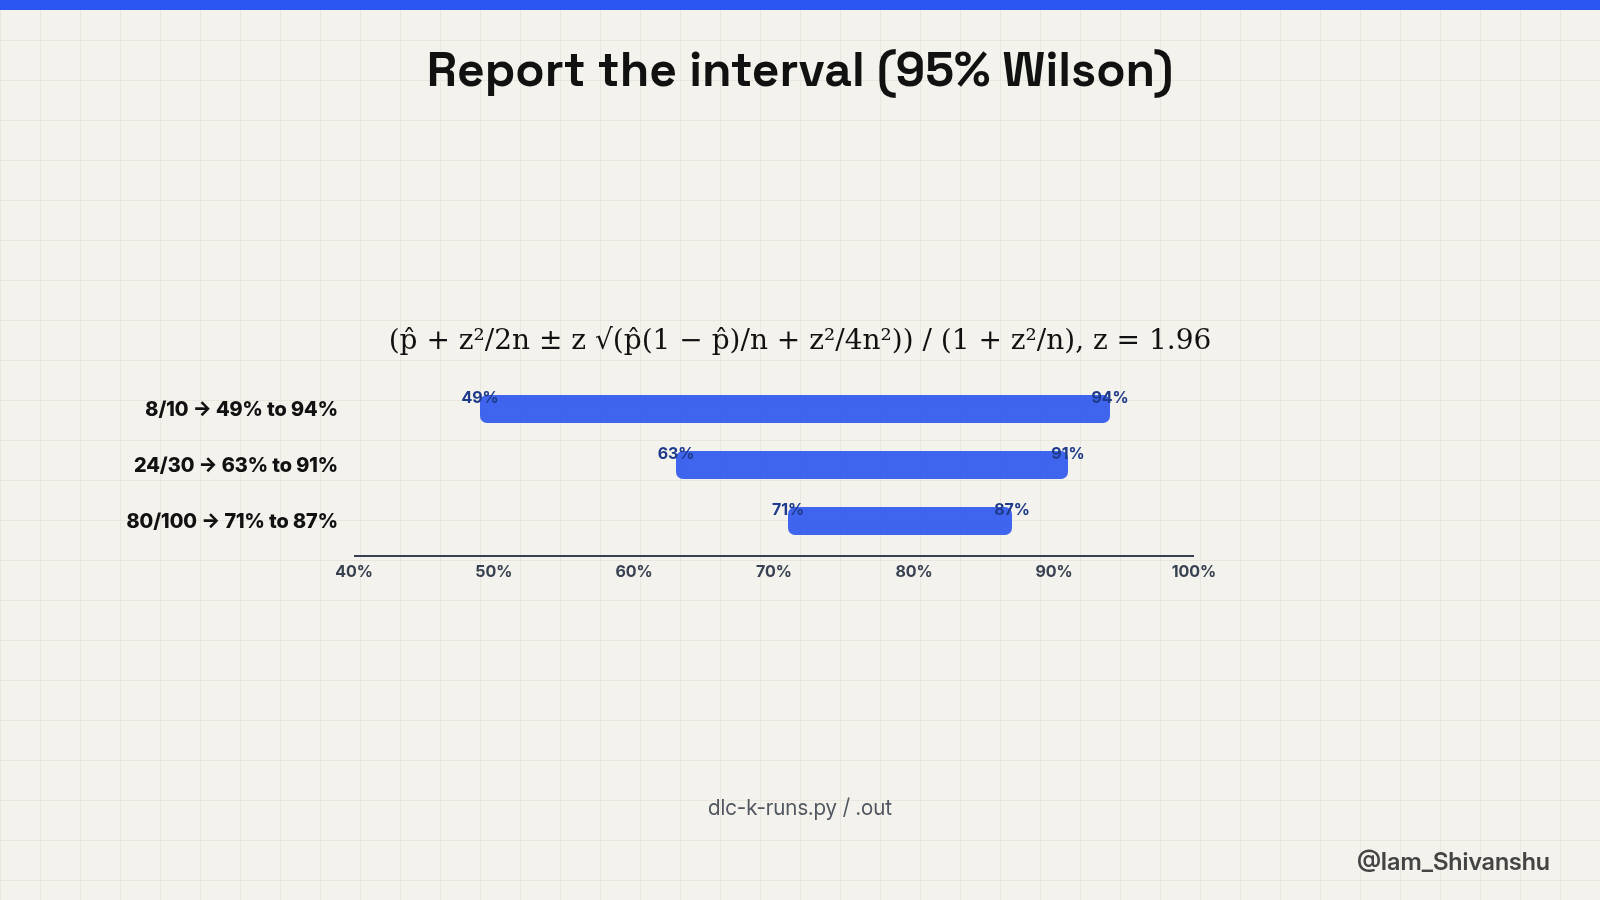 Report the interval (95% Wilson)
(p̂ + z²/2n ± z √(p̂(1 − p̂)/n + z²/4n²)) / (1 + z²/n), z = 1.96
8/10 → 49% to 94%
49%
94%
24/30 → 63% to 91%
63%
91%
80/100 → 71% to 87%
71%
87%
40% 50% 60% 70% 80% 90% 100%
dlc-k-runs.py / .out
@Iam_Shivanshu